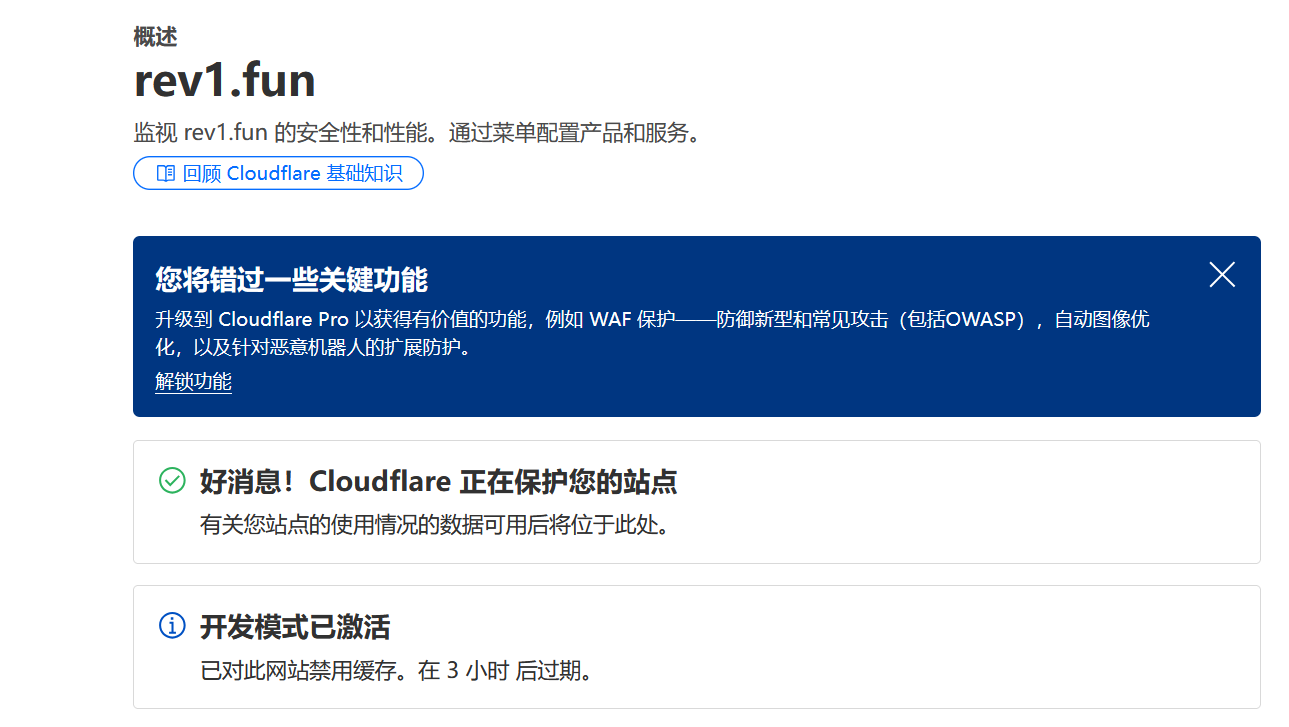 概述
rev1.fun
监视 rev1.fun 的安全性和性能。通过菜单配置产品和服务。
回顾 Cloudflare 基础知识
您将错过一些关键功能
升级到 Cloudflare Pro 以获得有价值的功能，例如 WAF 保护——防御新型和常见攻击（包括OWASP），自动图像优
化，以及针对恶意机器人的扩展防护。
解锁功能
好消息！Cloudflare 正在保护您的站点
有关您站点的使用情况的数据可用后将位于此处。
开发模式已激活
已对此网站禁用缓存。在 3 小时 后过期。